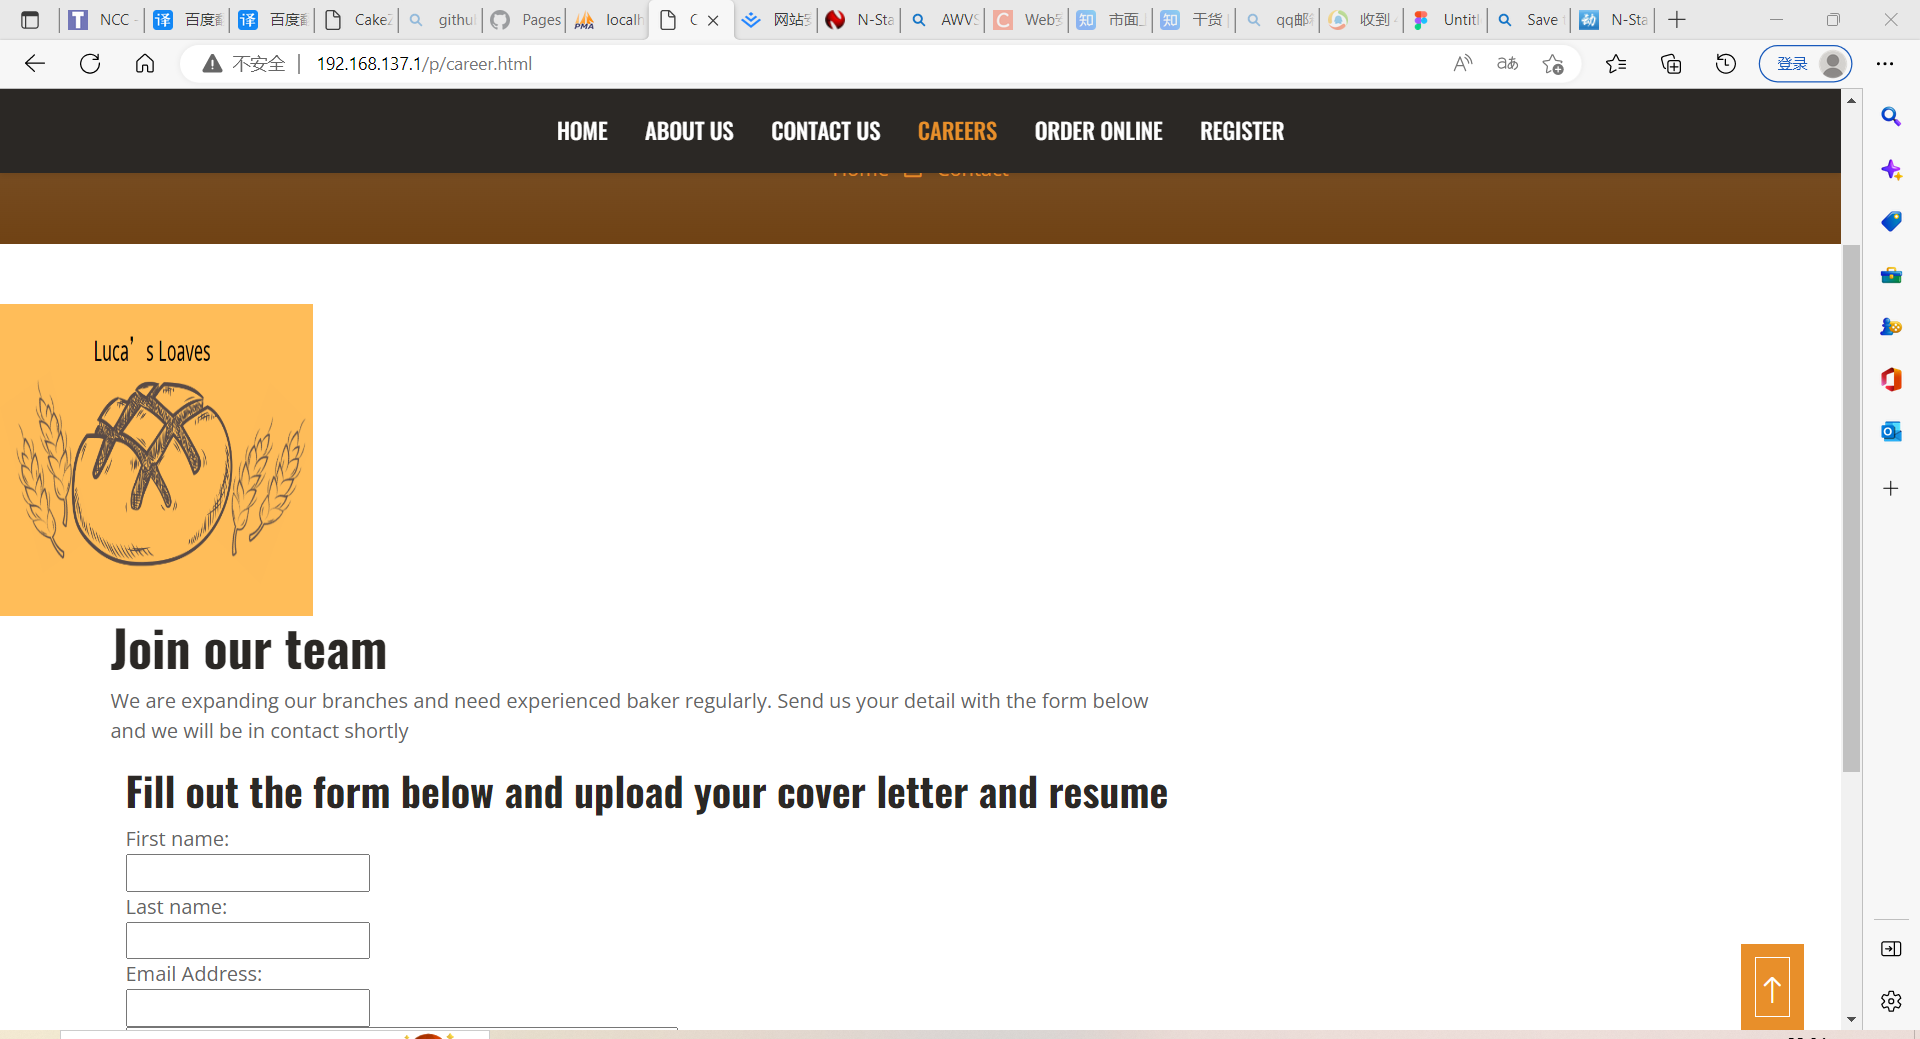 NCC -
百度
百度
Cake
githu
Pages
localh
C
网站
N-Sta
AWVS
Web
市面
干货
qq邮
收到
Untitl
Save
N-Sta
不安全 192.168.137.1/p/career.html
登录
HOME ABOUT US CONTACT US CAREERS ORDER ONLINE REGISTER
Home Contact
Luca’s Loaves
Join our team
We are expanding our branches and need experienced baker regularly. Send us your detail with the form below
and we will be in contact shortly
Fill out the form below and upload your cover letter and resume
First name:
Last name:
Email Address: